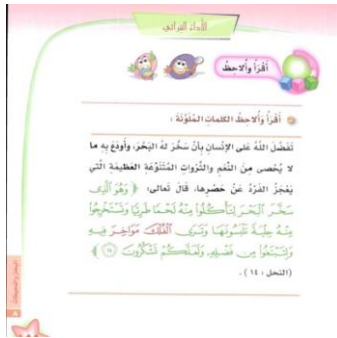 الأداء القرائي
أقرأ وألاحظ
أقرأ وألاحظ الكلمات الملونة :
تفضل الله على الإنسان بأن سخر له البحر، وأودع به ما
لا يحصى من النعم والثروات المتنوعة العظيمة التي
يعجز الفرد عن حصرها، قال تعالى: ﴿ وَهُوَ الَّذِي
سَخَّرَ الْبَحْرَ لِتَأْكُلُوا مِنْهُ لَحْمًا طَرِيًّا وَتَسْتَخْرِجُوا
مِنْهُ حِلْيَةً تَلْبَسُونَهَا وَتَرَى الْفُلْكَ مَوَاخِرَ فِيهِ
وَلِتَبْتَغُوا مِن فَضْلِهِ وَلَعَلَّكُمْ تَشْكُرُونَ ﴿١٤﴾ ﴾
(النحل : ١٤) .